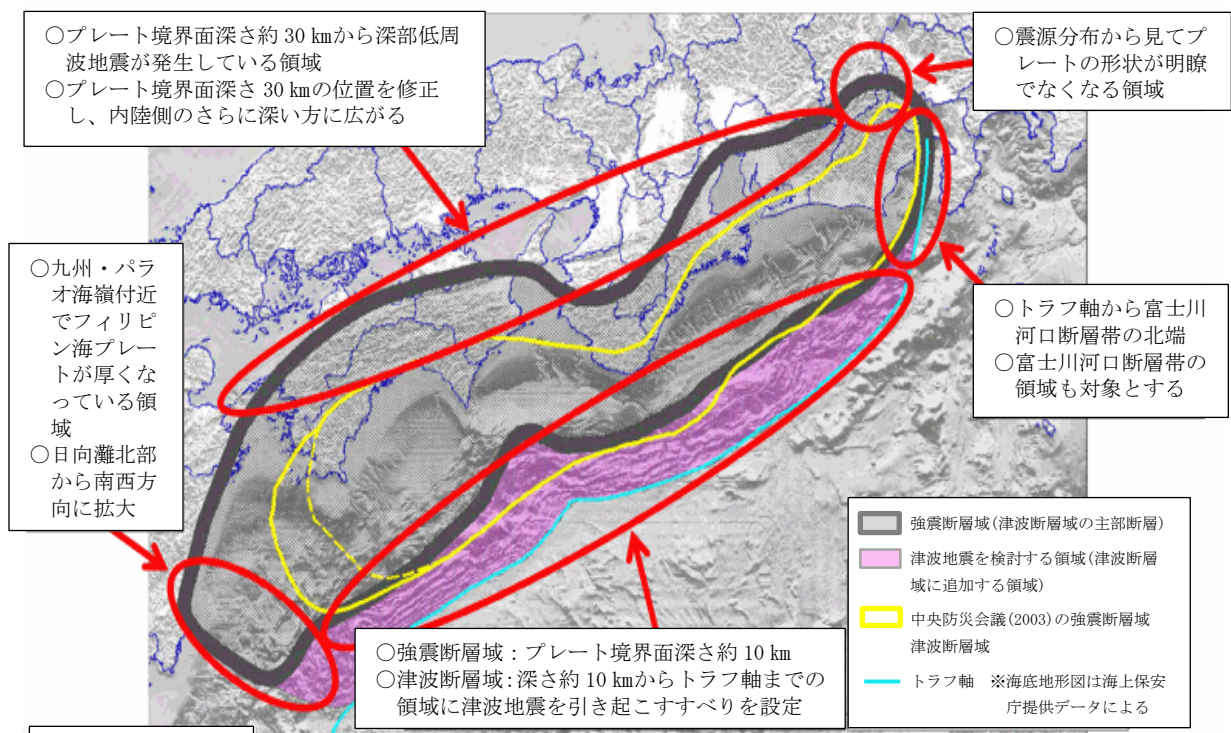 ○プレート境界面深さ約 30 kmから深部低周
波地震が発生している領域
○プレート境界面深さ 30 kmの位置を修正
し、内陸側のさらに深い方に広がる
○震源分布から見てプ
レートの形状が明瞭
でなくなる領域
○九州・パラ
オ海嶺付近
でフィリピ
ン海プレー
トが厚くな
っている領
域
○日向灘北部
から南西方
向に拡大
○トラフ軸から富士川
河口断層帯の北端
○富士川河口断層帯の
領域も対象とする
○強震断層域：プレート境界面深さ約 10 km
○津波断層域：深さ約 10 kmからトラフ軸までの
領域に津波地震を引き起こすすべりを設定
強震断層域(津波断層域の主部断層)
津波地震を検討する領域(津波断層
域に追加する領域)
中央防災会議(2003)の強震断層域
津波断層域
トラフ軸 ※海底地形図は海上保安
庁提供データによる